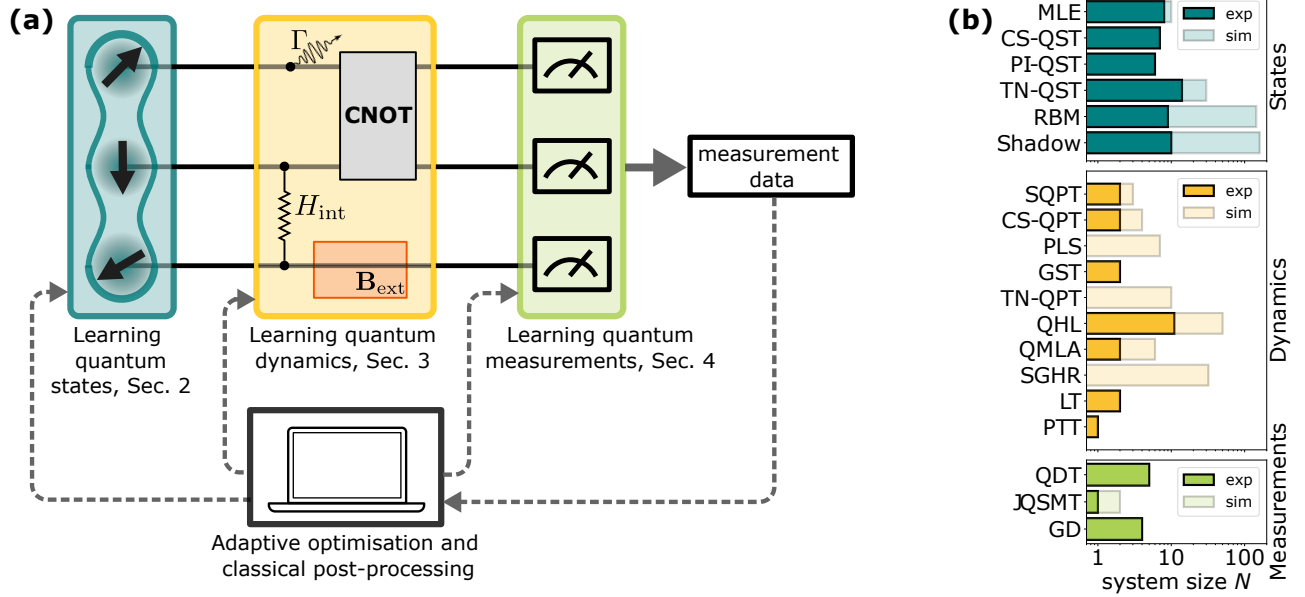 (a)
Γ
CNOT
H_int
B_ext
measurement
data
Learning
quantum
states, Sec. 2
Learning quantum
dynamics, Sec. 3
Learning quantum
measurements, Sec. 4
Adaptive optimisation and
classical post-processing
(b)
MLE
CS-QST
PI-QST
TN-QST
RBM
Shadow
exp
sim
States
SQPT
CS-QPT
PLS
GST
TN-QPT
QHL
QMLA
SGHR
LT
PTT
exp
sim
Dynamics
QDT
JQSMT
GD
exp
sim
Measurements
1 10 100
system size N